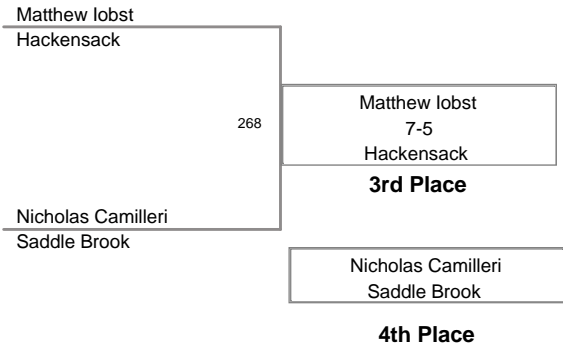 Matthew Iobst
Hackensack
268
Matthew Iobst
7-5
Hackensack
3rd Place
Nicholas Camilleri
Saddle Brook
Nicholas Camilleri
Saddle Brook
4th Place